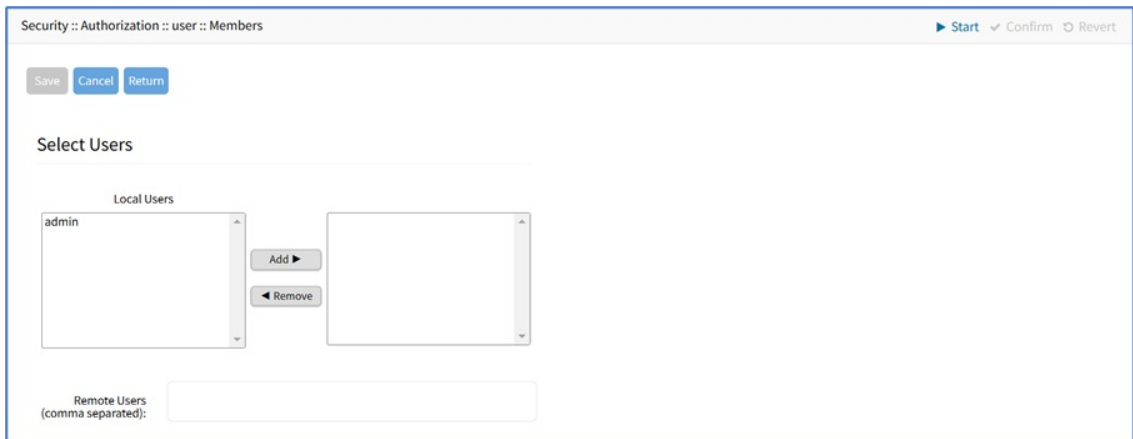 Security :: Authorization :: user :: Members
Start Confirm Revert
Save Cancel Return
Select Users
Local Users
admin
Add
Remove
Remote Users
(comma separated):